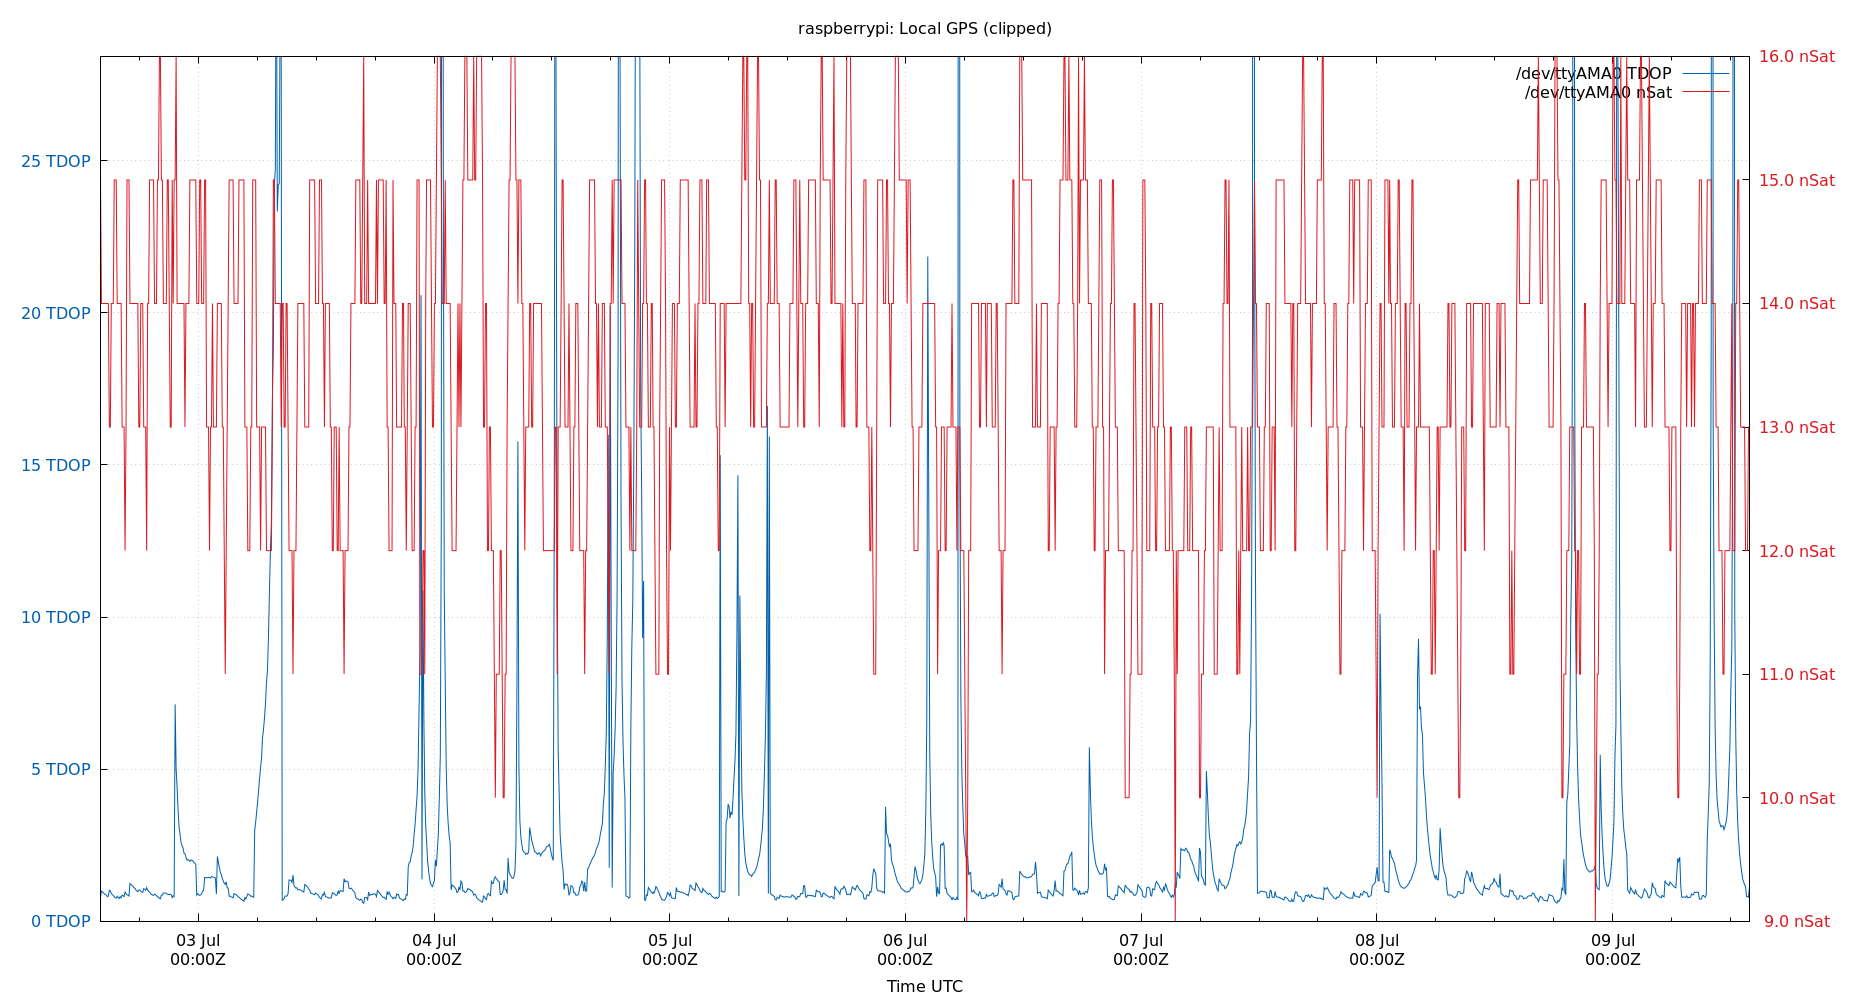 raspberrypi: Local GPS (clipped)
16.0 nSat
/dev/ttyAMA0 TDOP
/dev/ttyAMA0 nSat
25 TDOP
15.0 nSat
20 TDOP
14.0 nSat
15 TDOP
13.0 nSat
12.0 nSat
10 TDOP
11.0 nSat
5 TDOP
10.0 nSat
0 TDOP
9.0 nSat
03 Jul 04 Jul 05 Jul 06 Jul 07 Jul 08 Jul 09 Jul
00:00Z 00:00Z 00:00Z 00:00Z 00:00Z 00:00Z 00:00Z
Time UTC